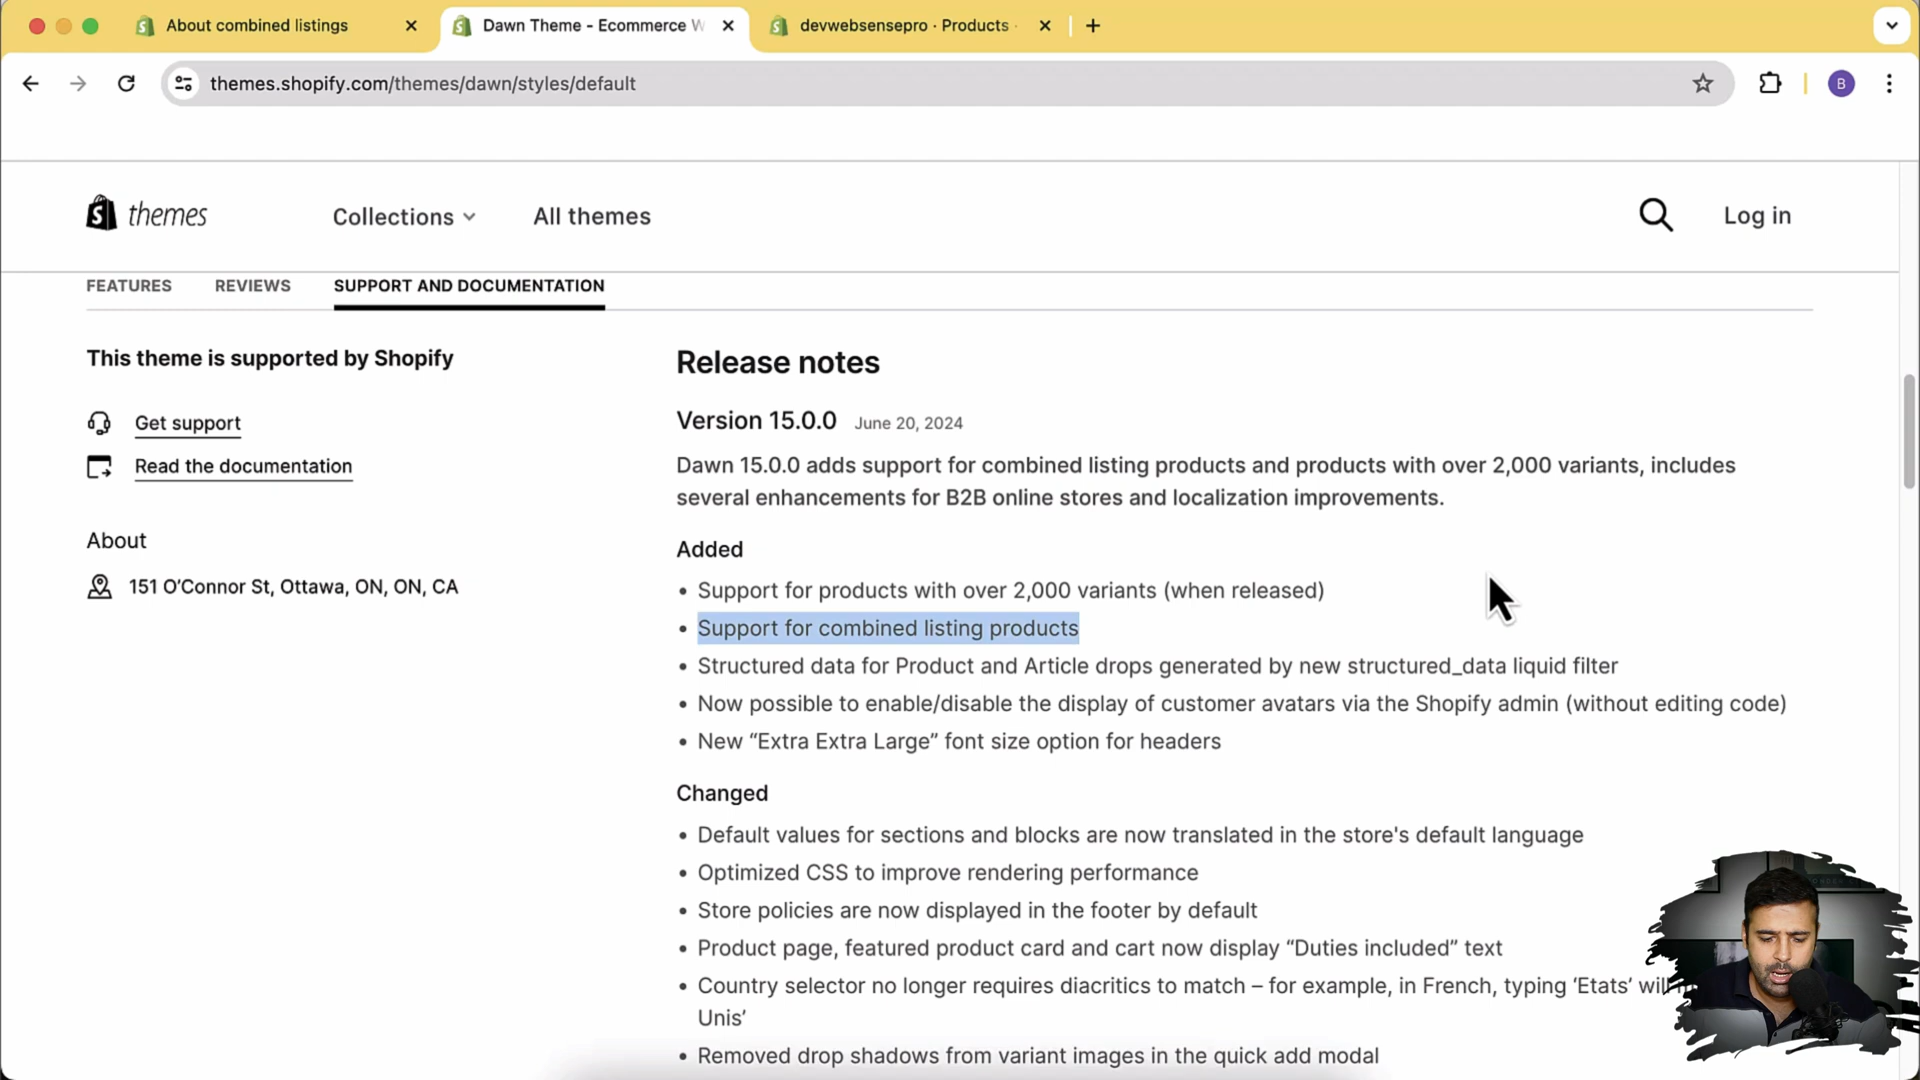 About combined listings
Dawn Theme - Ecommerce W
devwebsensepro · Products ·
themes.shopify.com/themes/dawn/styles/default
B
themes
Collections
All themes
Log in
FEATURES
REVIEWS
SUPPORT AND DOCUMENTATION
This theme is supported by Shopify
Get support
Read the documentation
About
151 O’Connor St, Ottawa, ON, ON, CA
Release notes
Version 15.0.0 June 20, 2024
Dawn 15.0.0 adds support for combined listing products and products with over 2,000 variants, includes
several enhancements for B2B online stores and localization improvements.
Added
• Support for products with over 2,000 variants (when released)
• Support for combined listing products
• Structured data for Product and Article drops generated by new structured_data liquid filter
• Now possible to enable/disable the display of customer avatars via the Shopify admin (without editing code)
• New “Extra Extra Large” font size option for headers
Changed
• Default values for sections and blocks are now translated in the store's default language
• Optimized CSS to improve rendering performance
• Store policies are now displayed in the footer by default
• Product page, featured product card and cart now display “Duties included” text
• Country selector no longer requires diacritics to match – for example, in French, typing ‘Etats’ will
Unis’
• Removed drop shadows from variant images in the quick add modal